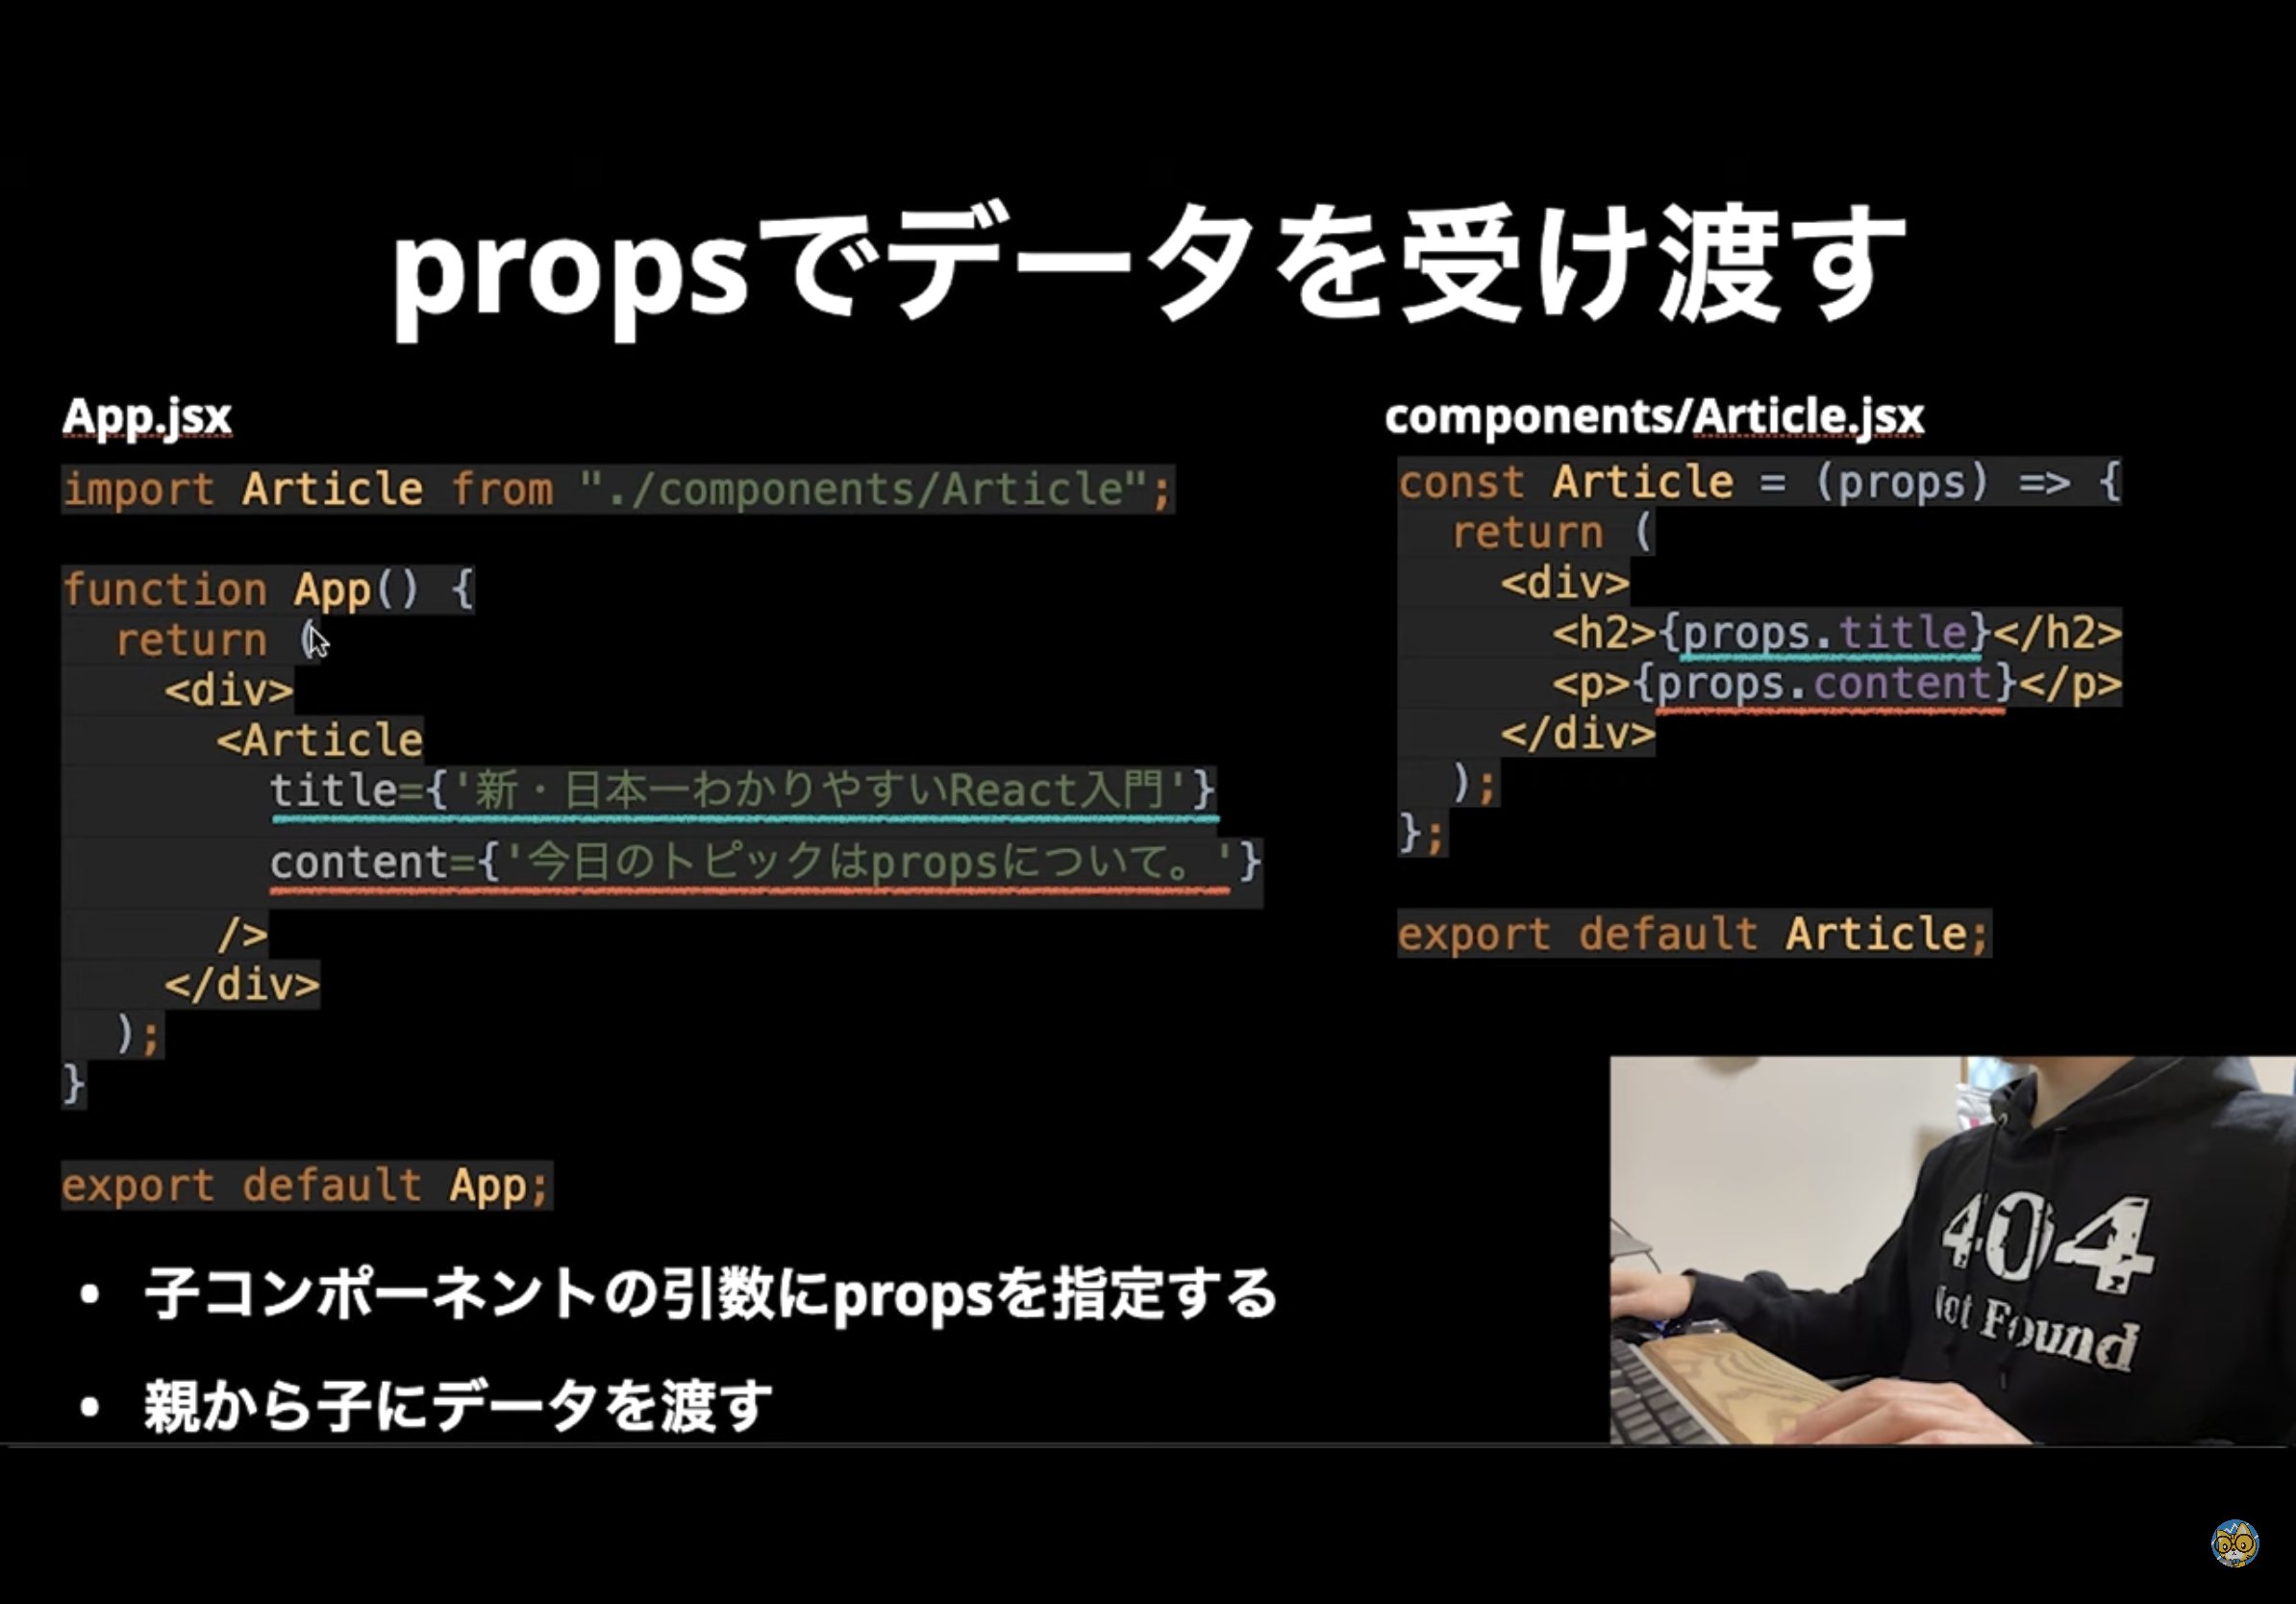 propsでデータを受け渡す
App.jsx
import Article from "./components/Article";
function App() {
return (
<div>
<Article
title={'新・日本一わかりやすいReact入門'}
content={'今日のトピックはpropsについて。'}
/>
</div>
);
}
export default App;
components/Article.jsx
const Article = (props) => {
return (
<div>
<h2>{props.title}</h2>
<p>{props.content}</p>
</div>
);
};
export default Article;
• 子コンポーネントの引数にpropsを指定する
• 親から子にデータを渡す
404
Not Found